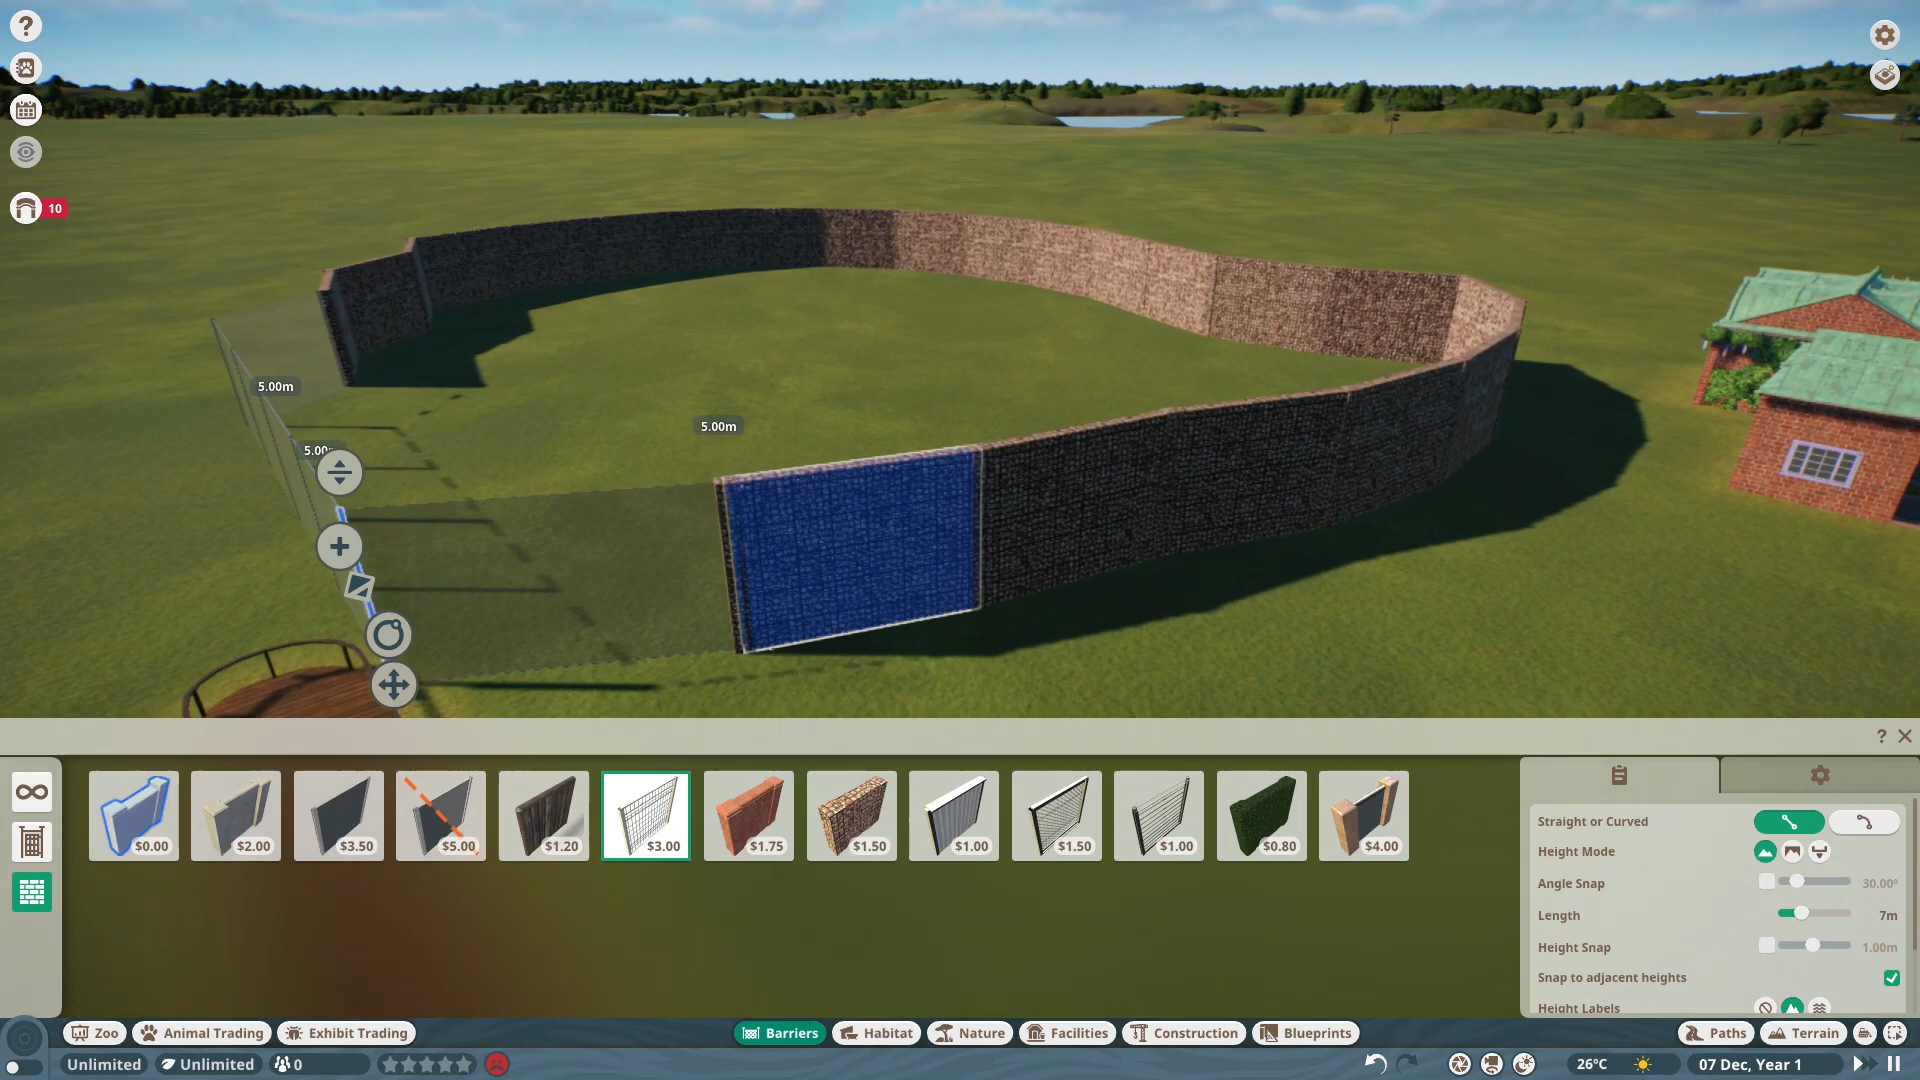 ?
10
5.00m
5.00m
5.00
? ×
$0.00 $2.00 $3.50 $5.00 $1.20 $3.00 $1.75 $1.50 $1.00 $1.50 $1.00 $0.80 $4.00
Straight or Curved
Height Mode
Angle Snap 30.00°
Length 7m
Height Snap 1.00m
Snap to adjacent heights
Height Labels
Zoo Animal Trading Exhibit Trading Barriers Habitat Nature Facilities Construction Blueprints Paths Terrain
Unlimited Unlimited 0 26°C 07 Dec, Year 1